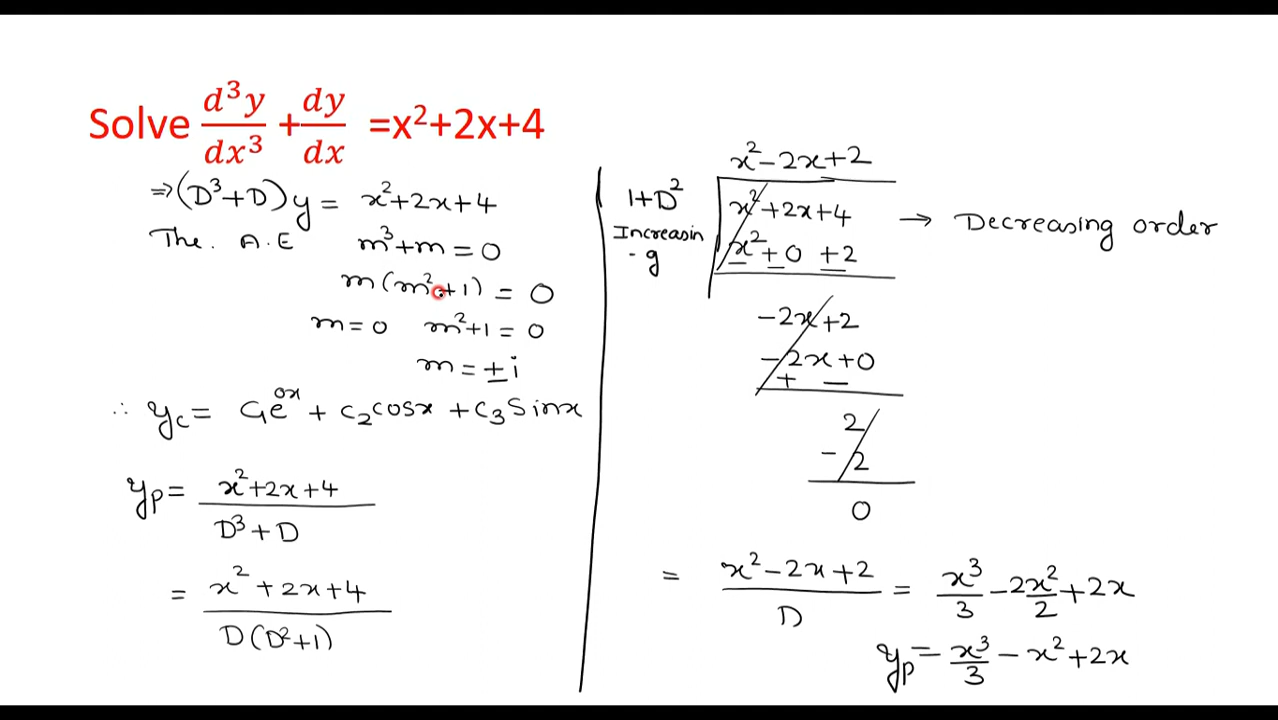 Solve d³y/dx³ + dy/dx =x²+2x+4
⇒ (D³+D)y = x²+2x+4
The. A.E m³+m = 0
m(m²+1) = 0
m = 0 m²+1 = 0
m = ±i
∴ y_c = C₁e^{0x} + C₂cosx + C₃Sinx
y_p = (x²+2x+4)/(D³+D)
= (x²+2x+4)/(D(D²+1))
x²-2x+2
1+D² x²+2x+4 → Decreasing order
Increasin
-g
x²+0+2
- - -
-2x+2
-2x+0
+ -
2
-2
0
= (x²-2x+2)/D = x³/3 - 2x²/2 + 2x
y_p = x³/3 - x² + 2x